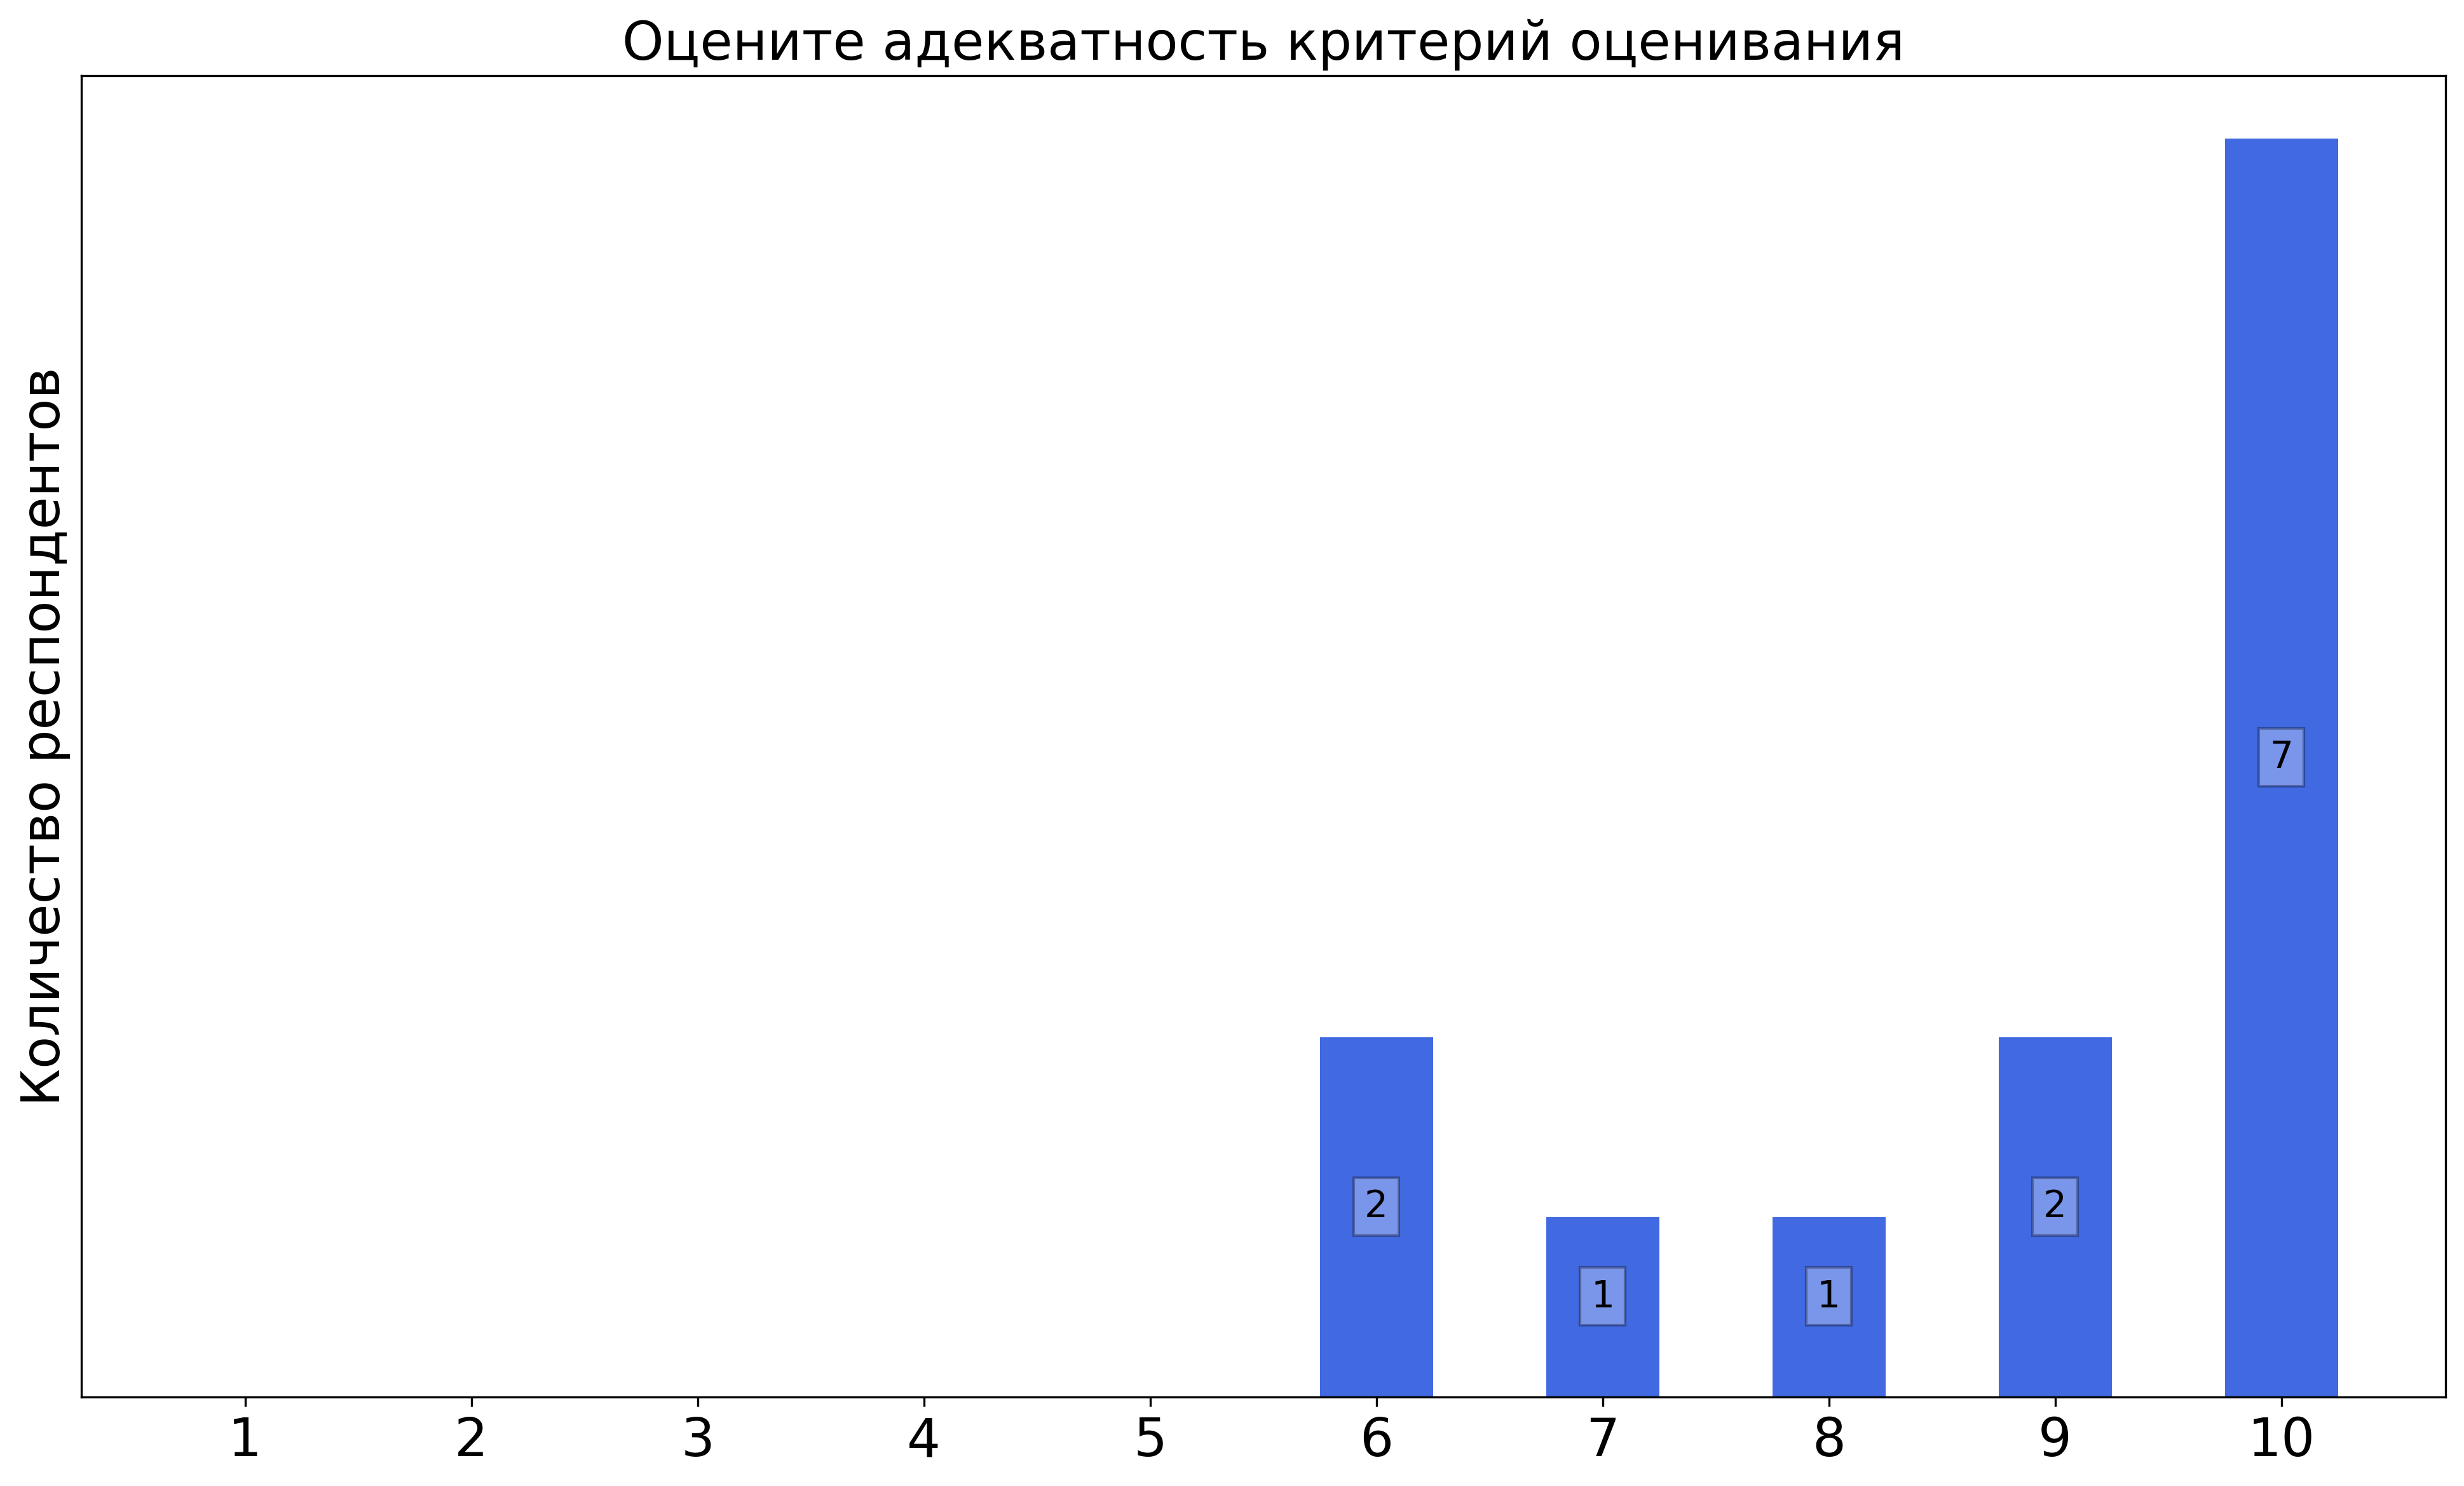 Оцените адекватность критерий оценивания
Количество респондентов
7
2
2
1
1
1 2 3 4 5 6 7 8 9 10